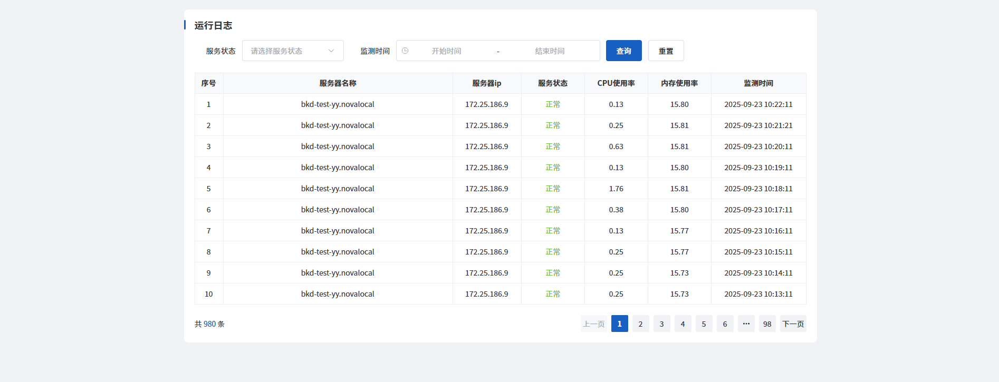 运行日志
服务状态 请选择服务状态 监测时间 开始时间 - 结束时间 查询 重置
序号 服务器名称 服务器ip 服务状态 CPU使用率 内存使用率 监测时间
1 bkd-test-yy.novalocal 172.25.186.9 正常 0.13 15.80 2025-09-23 10:22:11
2 bkd-test-yy.novalocal 172.25.186.9 正常 0.25 15.81 2025-09-23 10:21:21
3 bkd-test-yy.novalocal 172.25.186.9 正常 0.63 15.81 2025-09-23 10:20:11
4 bkd-test-yy.novalocal 172.25.186.9 正常 0.13 15.80 2025-09-23 10:19:11
5 bkd-test-yy.novalocal 172.25.186.9 正常 1.76 15.81 2025-09-23 10:18:11
6 bkd-test-yy.novalocal 172.25.186.9 正常 0.38 15.80 2025-09-23 10:17:11
7 bkd-test-yy.novalocal 172.25.186.9 正常 0.13 15.77 2025-09-23 10:16:11
8 bkd-test-yy.novalocal 172.25.186.9 正常 0.25 15.77 2025-09-23 10:15:11
9 bkd-test-yy.novalocal 172.25.186.9 正常 0.25 15.73 2025-09-23 10:14:11
10 bkd-test-yy.novalocal 172.25.186.9 正常 0.25 15.73 2025-09-23 10:13:11
共 980 条 上一页 1 2 3 4 5 6 ••• 98 下一页